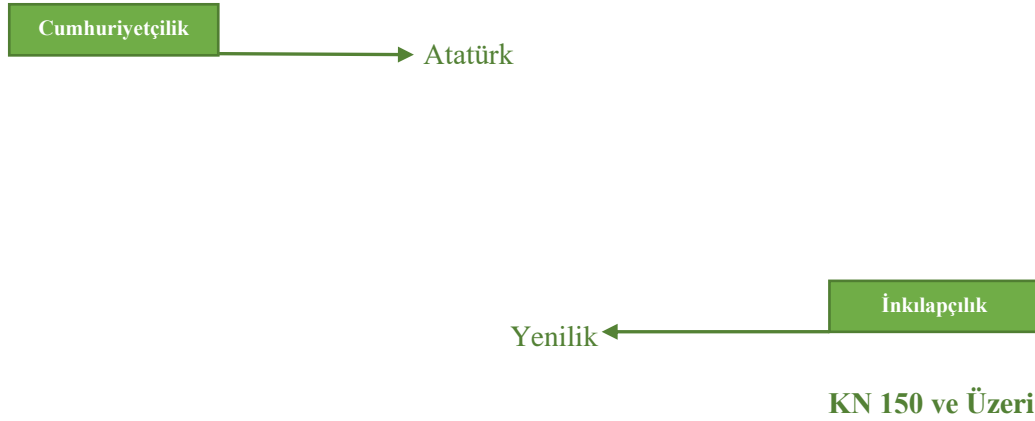 Cumhuriyetçilik
Atatürk
İnkılapçılık
Yenilik
KN 150 ve Üzeri